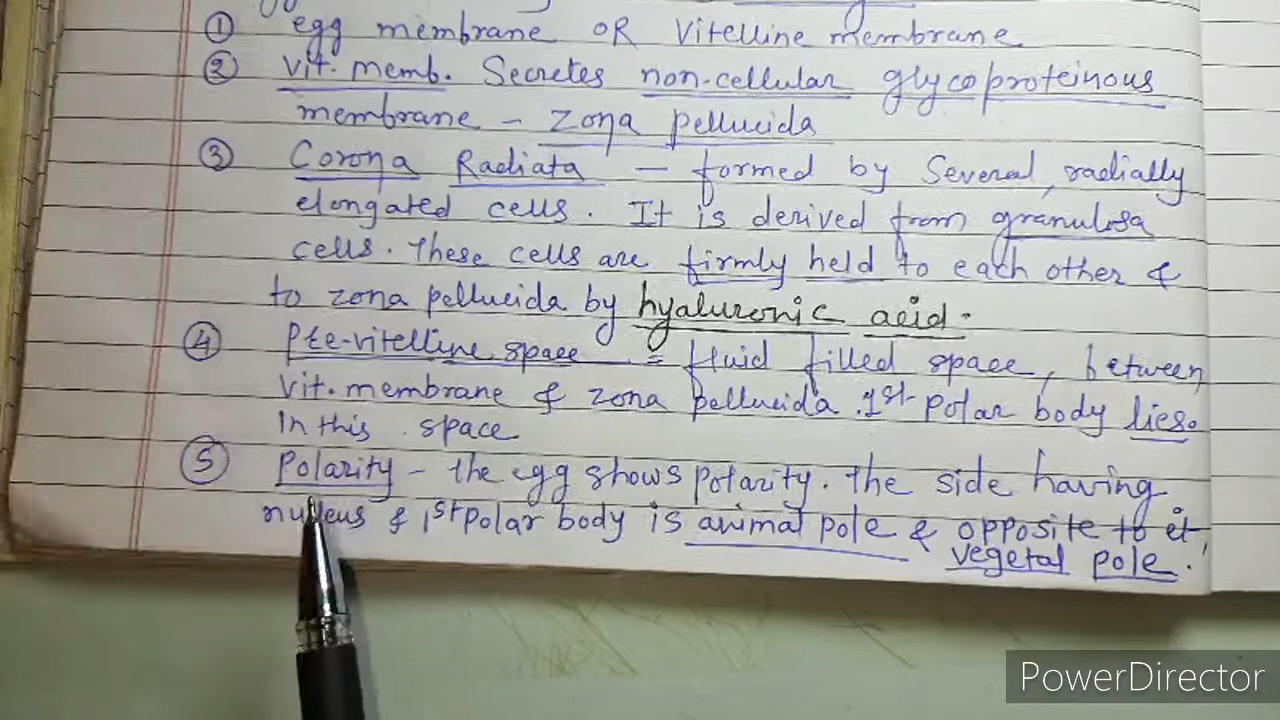 ① egg membrane OR Vitelline membrane
② Vit. memb. Secretes non-cellular glycoproteinous
membrane - zona pellucida
③ Corona Radiata - formed by Several, radially
elongated cells. It is derived from granulosa
cells. These cells are firmly held to each other &
to zona pellucida by hyaluronic acid.
④ Pre-vitelline space = fluid filled space, between
Vit. membrane & zona pellucida. 1st Polar body lies.
In this space
⑤ Polarity - the egg shows polarity. the side having
nucleus & 1st Polar body is animal pole & opposite to it,
vegetal pole.
PowerDirector